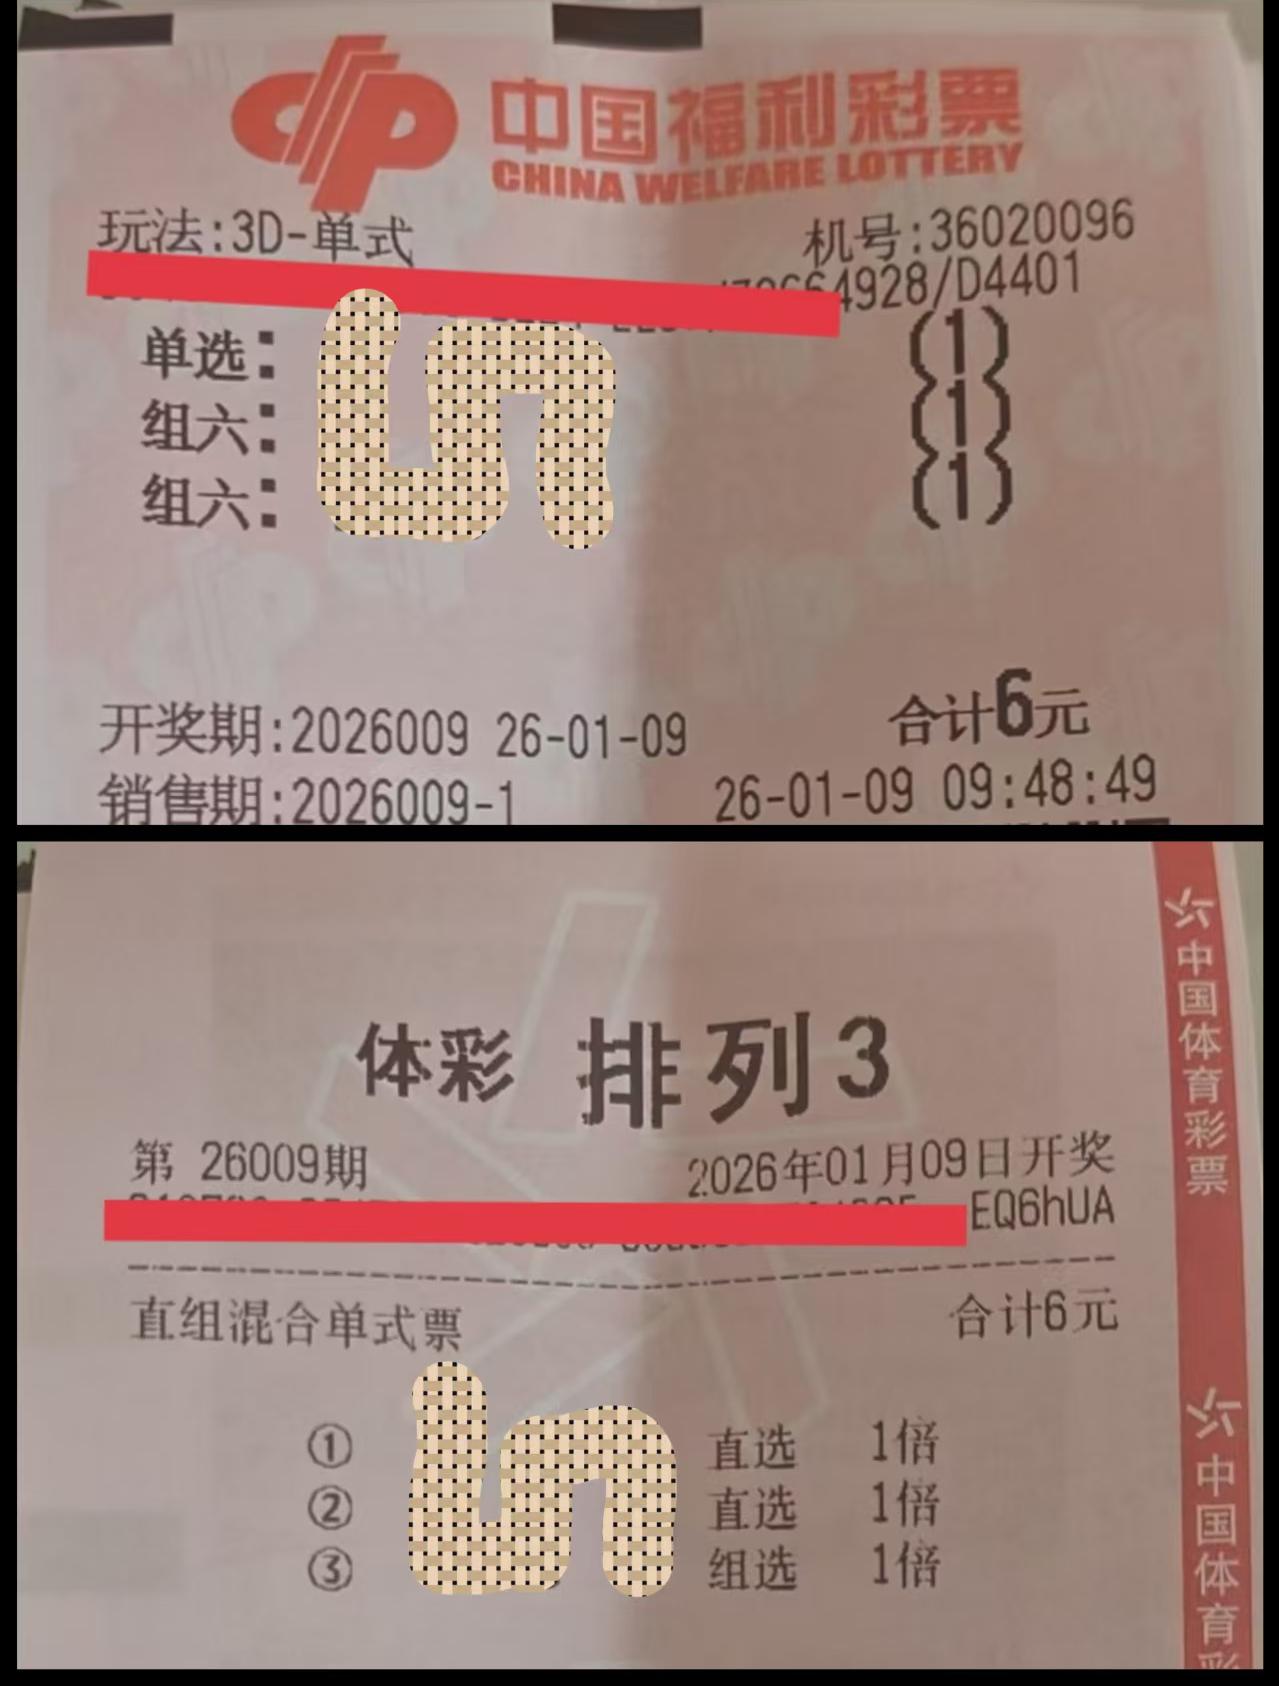 中国福利彩票
CHINA WELFARE LOTTERY
玩法:3D-单式 机号:36020096
4928/D4401
单选: (1)
组六: (1)
组六: (1)
合计6元
开奖期:2026009 26-01-09
销售期:2026009-1 26-01-09 09:48:49
体彩 排列3
第 26009期 2026年01月09日开奖
EQ6hUA
直组混合单式票 合计6元
① 直选 1倍
② 直选 1倍
③ 组选 1倍
中国体育彩票
中国体育